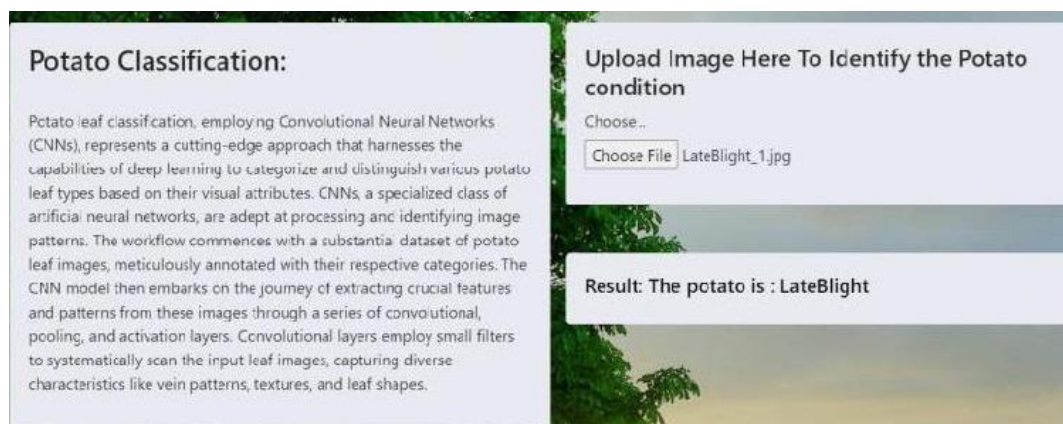 Potato Classification:
Potato leaf classification, employing Convolutional Neural Networks
(CNNs), represents a cutting-edge approach that harnesses the
capabilities of deep learning to categorize and distinguish various potato
leaf types based on their visual attributes. CNNs, a specialized class of
artificial neural networks, are adept at processing and identifying image
patterns. The workflow commences with a substantial dataset of potato
leaf images, meticulously annotated with their respective categories. The
CNN model then embarks on the journey of extracting crucial features
and patterns from these images through a series of convolutional,
pooling, and activation layers. Convolutional layers employ small filters
to systematically scan the input leaf images, capturing diverse
characteristics like vein patterns, textures, and leaf shapes.
Upload Image Here To Identify the Potato
condition
Choose..
Choose File LateBlight_1.jpg
Result: The potato is : LateBlight